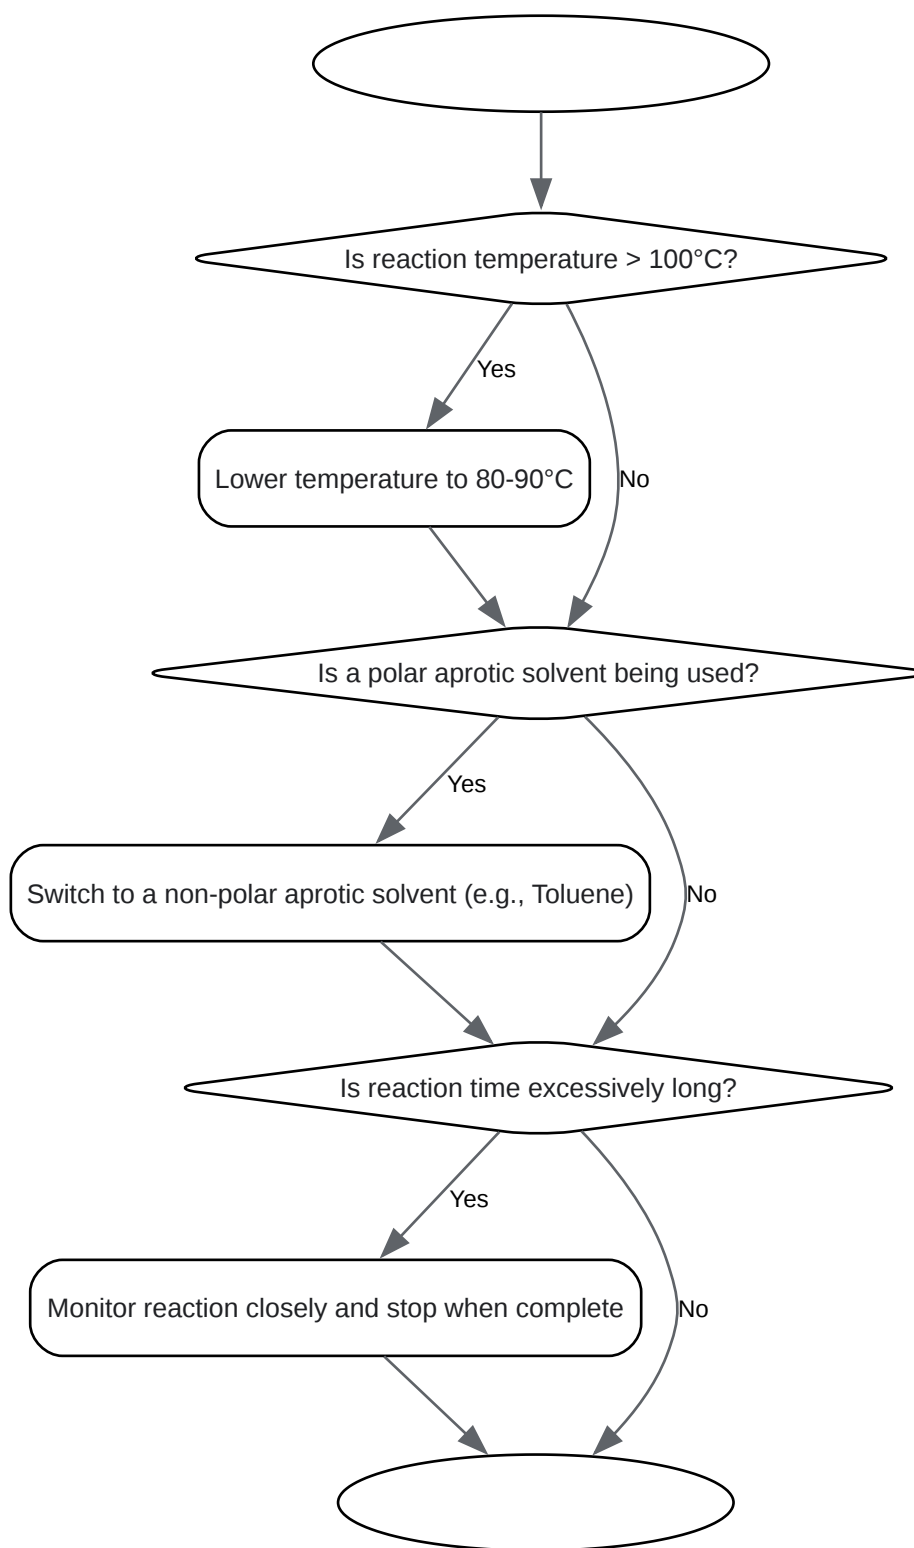 Is reaction temperature > 100°C?
Yes
Lower temperature to 80-90°C
No
Is a polar aprotic solvent being used?
Yes
Switch to a non-polar aprotic solvent (e.g., Toluene)
No
Is reaction time excessively long?
Yes
Monitor reaction closely and stop when complete
No